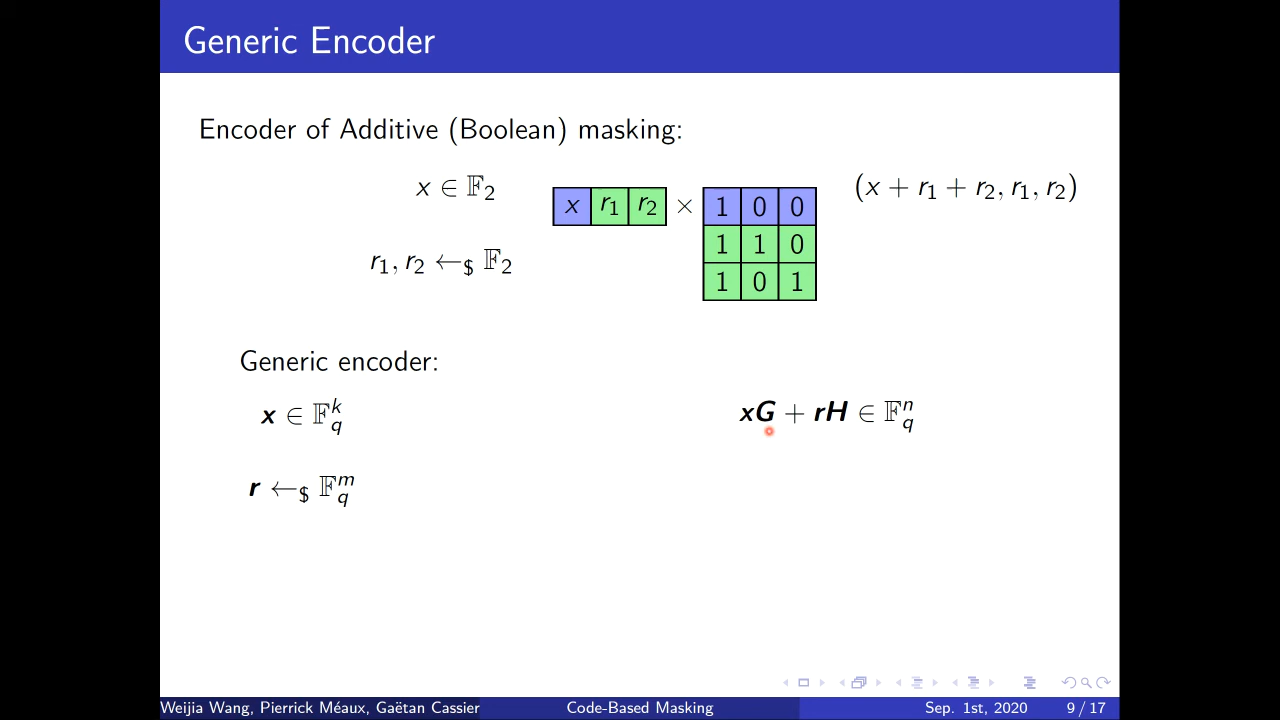 Generic Encoder
Encoder of Additive (Boolean) masking:
x ∈ 𝔽₂
r₁, r₂ ←$ 𝔽₂
x r₁ r₂ ×
1 0 0
1 1 0
1 0 1
(x + r₁ + r₂, r₁, r₂)
Generic encoder:
x ∈ 𝔽_q^k
r ←$ 𝔽_q^m
xG + rH ∈ 𝔽_q^n
Weijia Wang, Pierrick Méaux, Gaëtan Cassier
Code-Based Masking
Sep. 1st, 2020
9 / 17